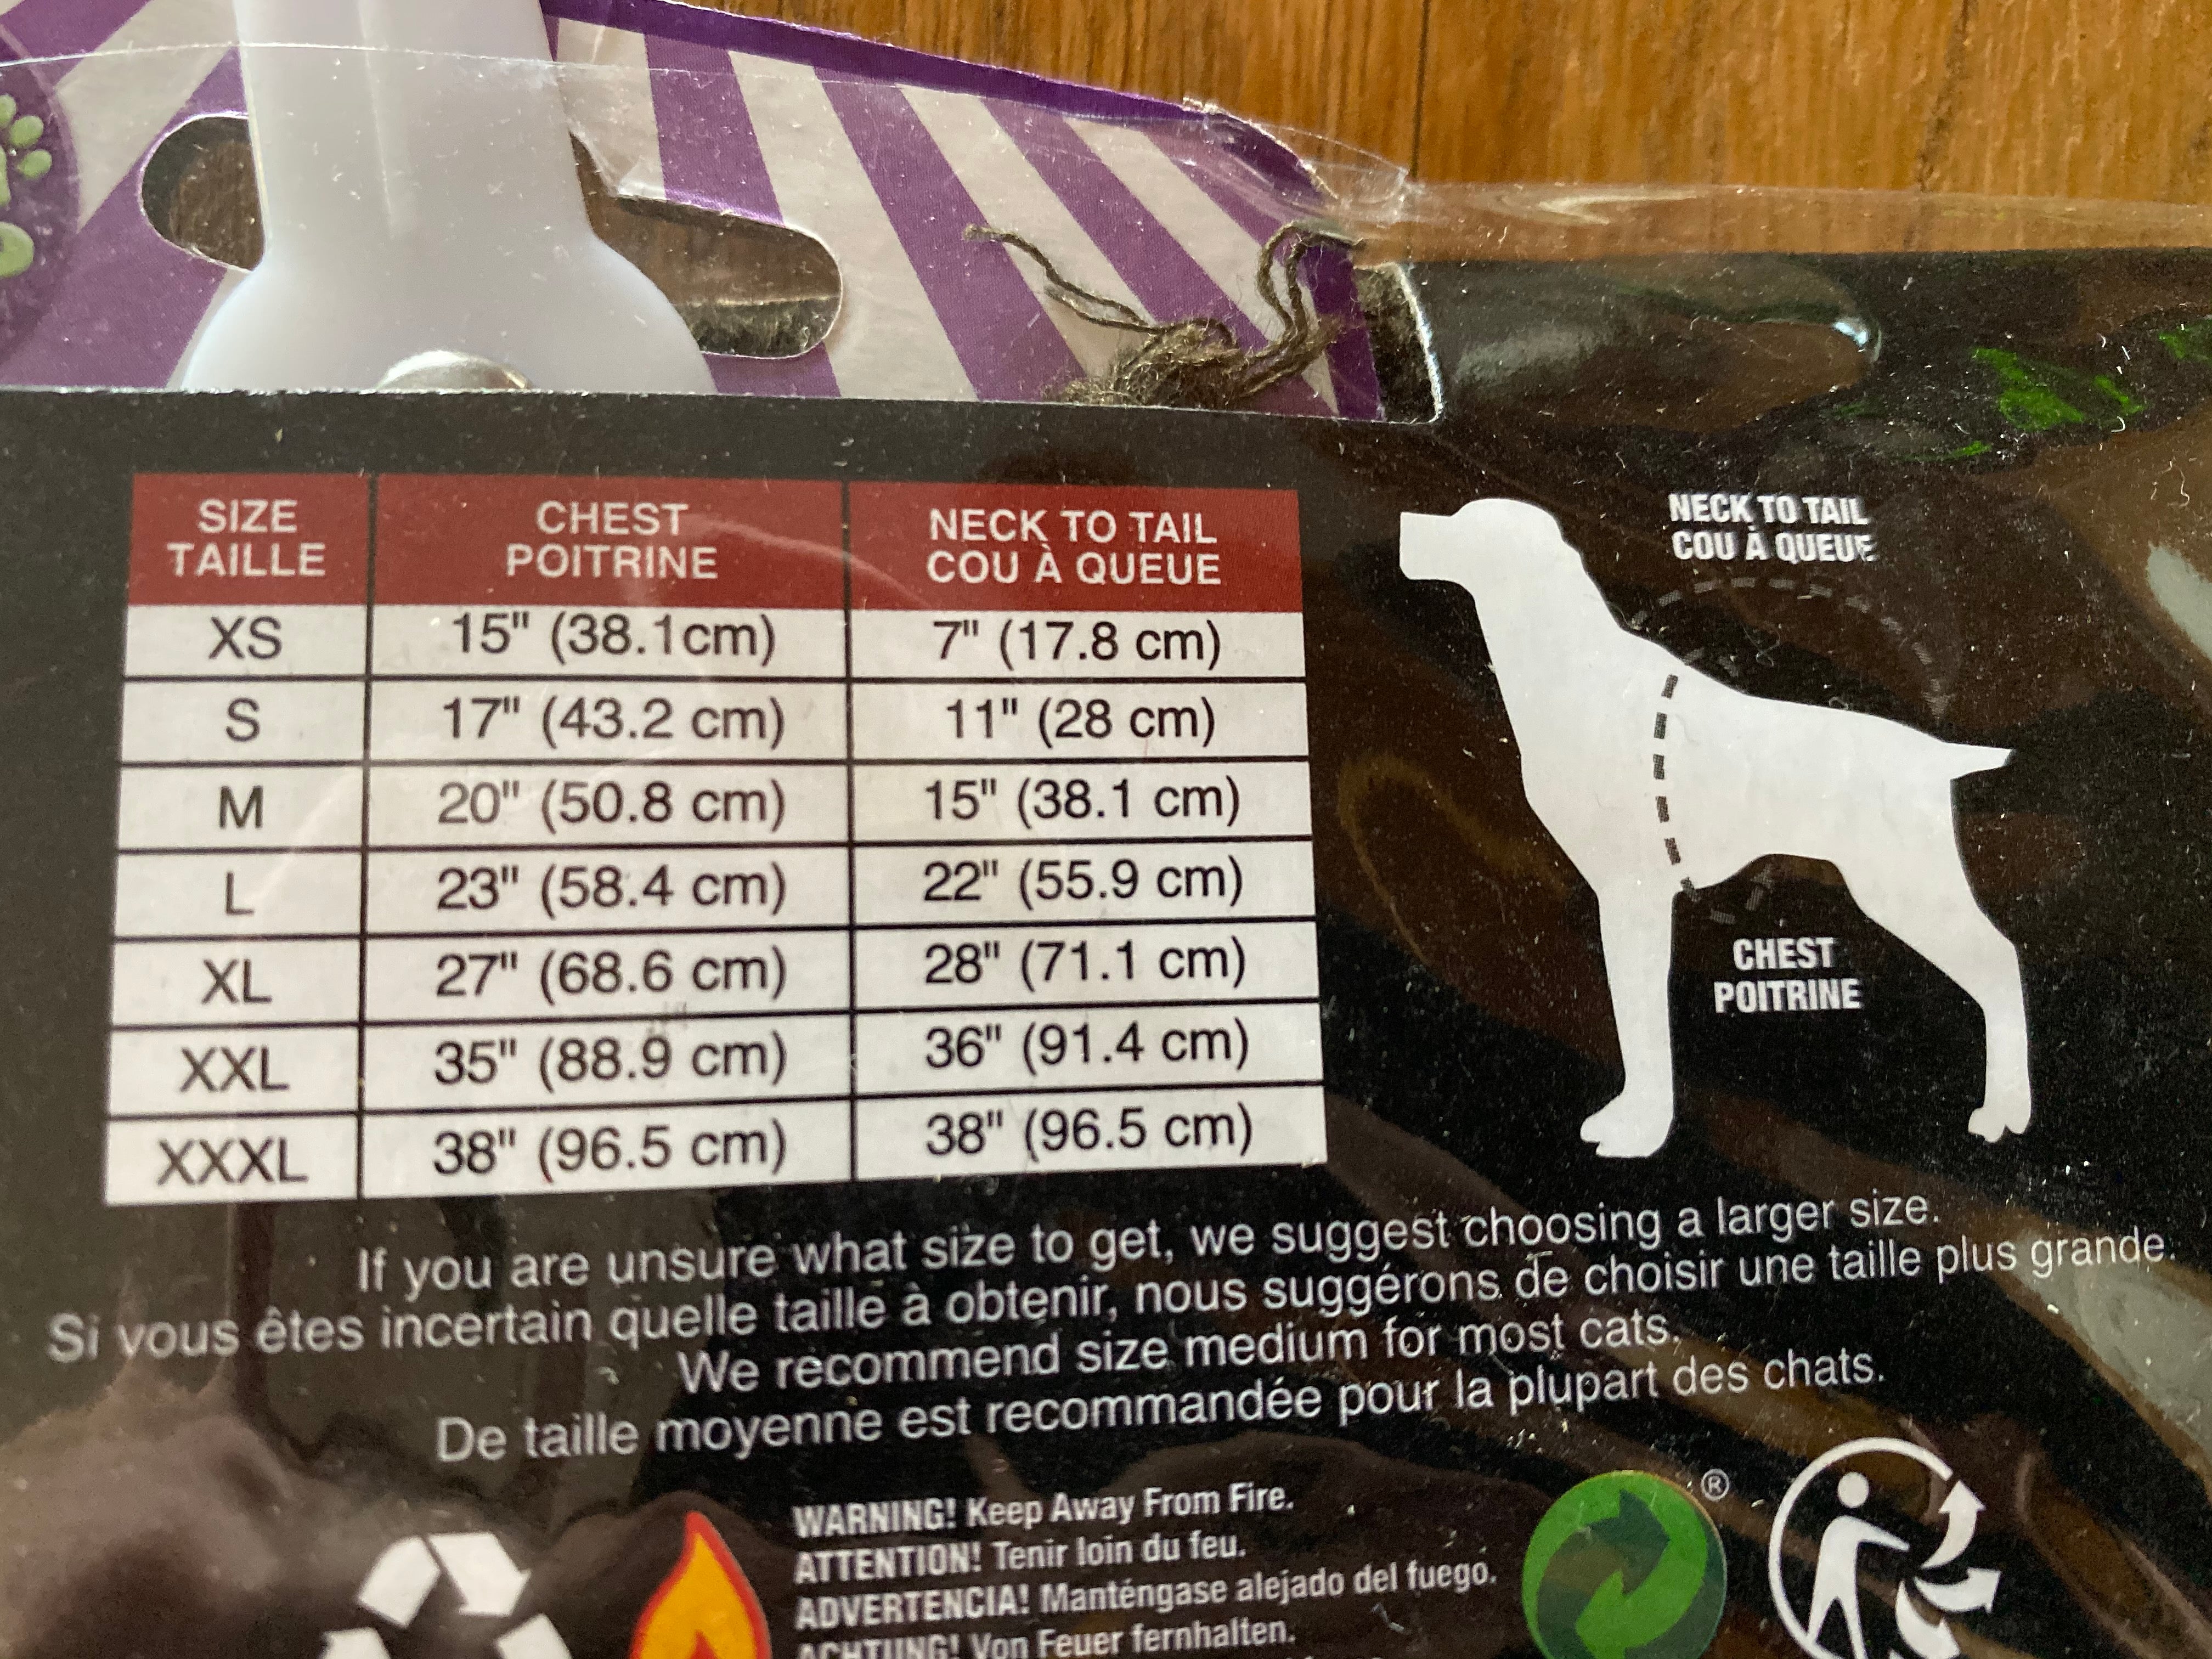 SIZE CHEST NECK TO TAIL
TAILLE POITRINE COU À QUEUE
XS 15" (38.1cm) 7" (17.8 cm)
S 17" (43.2 cm) 11" (28 cm)
M 20" (50.8 cm) 15" (38.1 cm)
L 23" (58.4 cm) 22" (55.9 cm)
XL 27" (68.6 cm) 28" (71.1 cm)
XXL 35" (88.9 cm) 36" (91.4 cm)
XXXL 38" (96.5 cm) 38" (96.5 cm)
NECK TO TAIL
COU À QUEUE
CHEST
POITRINE
If you are unsure what size to get, we suggest choosing a larger size.
Si vous êtes incertain quelle taille à obtenir, nous suggérons de choisir une taille plus grande.
We recommend size medium for most cats.
De taille moyenne est recommandée pour la plupart des chats.
WARNING! Keep Away From Fire.
ATTENTION! Tenir loin du feu.
ADVERTENCIA! Manténgase alejado del fuego.
ACHTUNG! Von Feuer fernhalten.
®